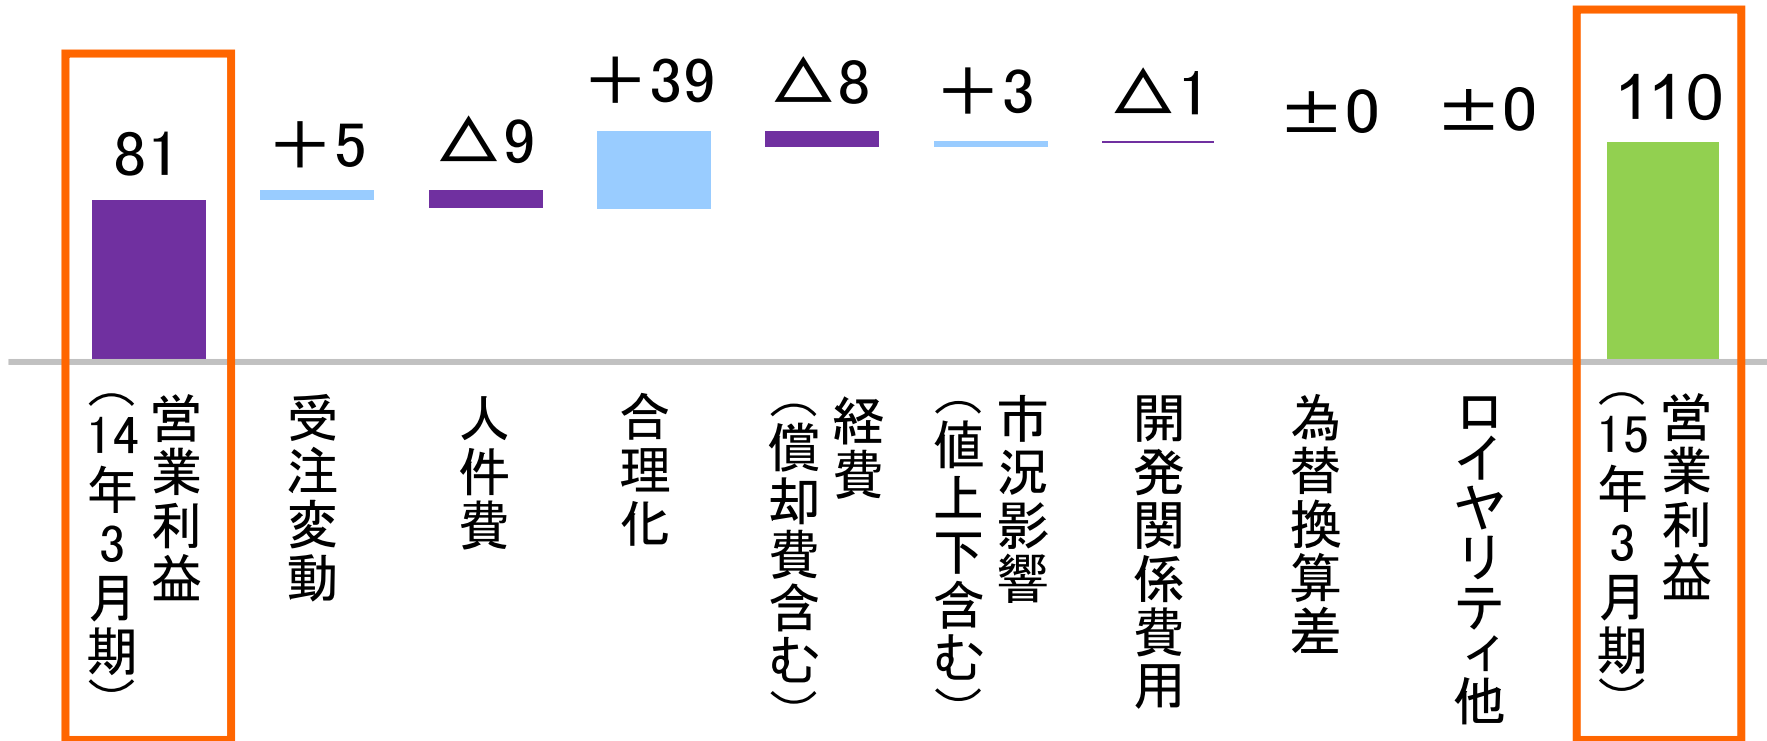 81
+5
△9
+39
△8
+3
△1
±0
±0
110
営業利益
(14年3月期)
受注変動
人件費
合理化
経費
(償却費含む)
市況影響
(値上下含む)
開発関係費用
為替換算差
ロイヤリティ他
営業利益
(15年3月期)